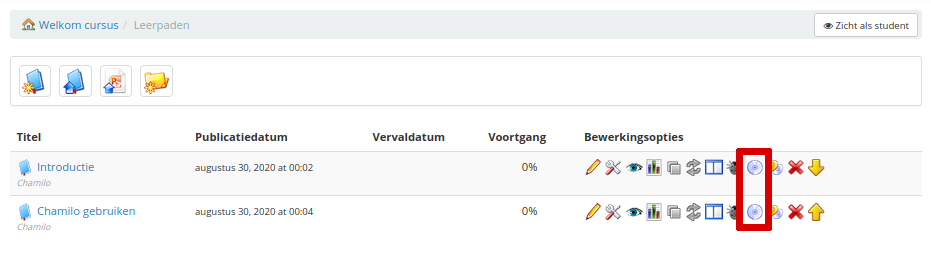 Welkom cursus / Leerpaden
Zicht als student
Titel Publicatiedatum Vervaldatum Voortgang Bewerkingsopties
Introductie augustus 30, 2020 at 00:02 0%
Chamilo
Chamilo gebruiken augustus 30, 2020 at 00:04 0%
Chamilo